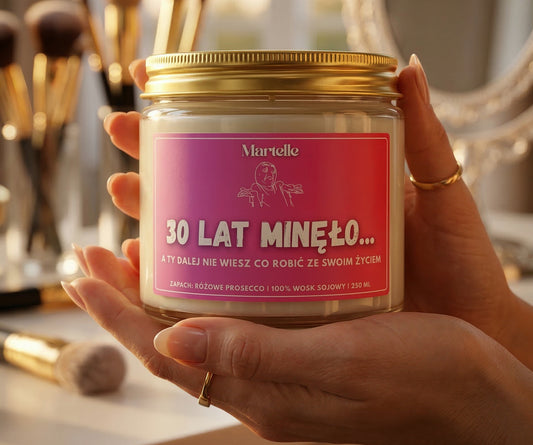 Martelle
30 LAT MINĘŁO...
A TY DALEJ NIE WIESZ CO ROBIĆ ZE SWOIM ŻYCIEM
ZAPACH: RÓŻOWE PROSECCO | 100% WOSK SOJOWY | 250 ML